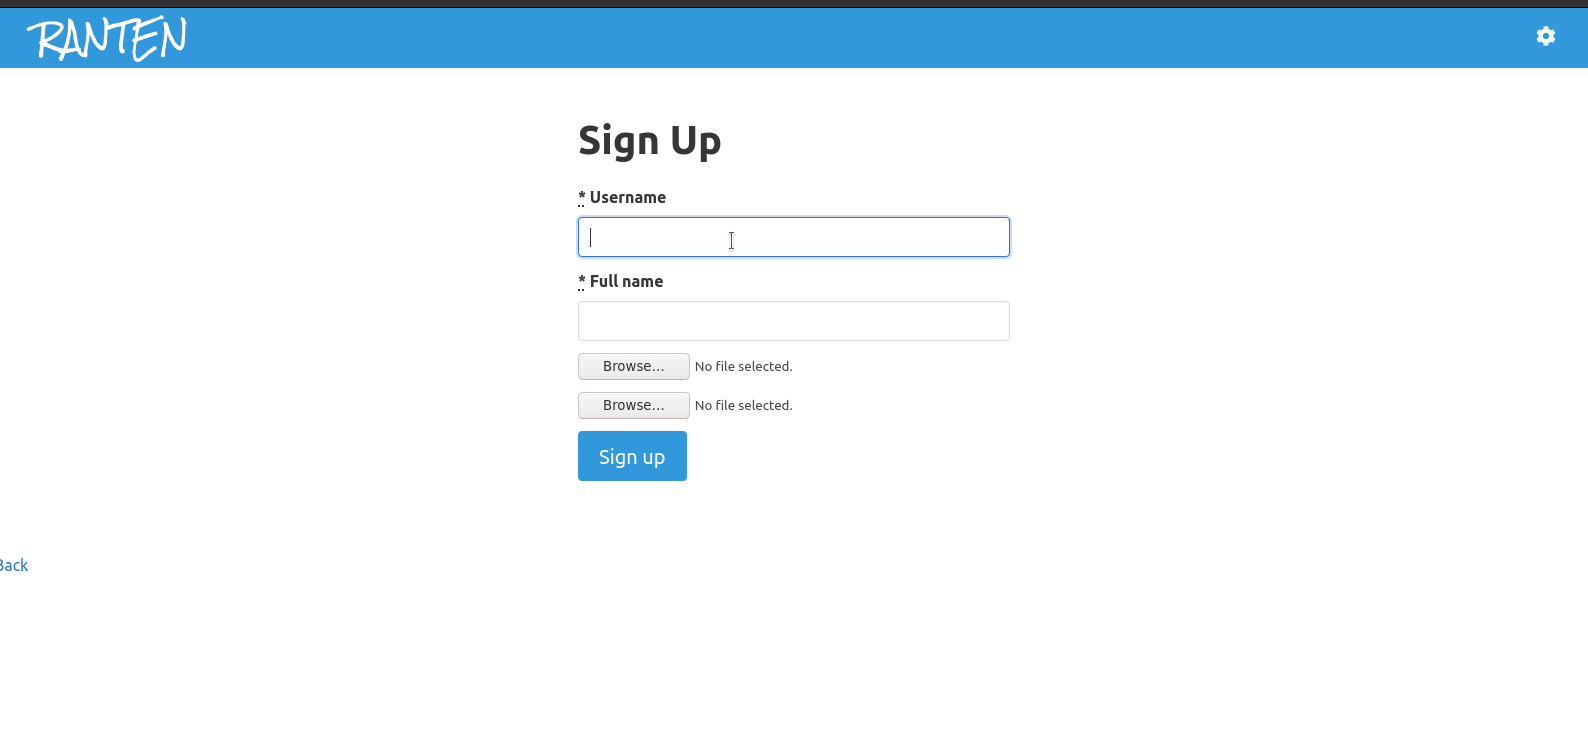 RANTEN
Sign Up
* Username
* Full name
Browse... No file selected.
Browse... No file selected.
Sign up
Back